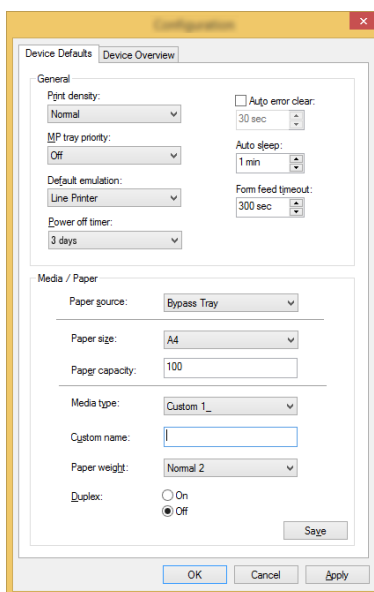 Configuration
Device Defaults Device Overview
General
Print density:
Normal
MP tray priority:
Off
Default emulation:
Line Printer
Power off timer:
3 days
Auto error clear:
30 sec
Auto sleep:
1 min
Form feed timeout:
300 sec
Media / Paper
Paper source: Bypass Tray
Paper size: A4
Paper capacity: 100
Media type: Custom 1_
Custom name:
Paper weight: Normal 2
Duplex: On
Off
Save
OK Cancel Apply